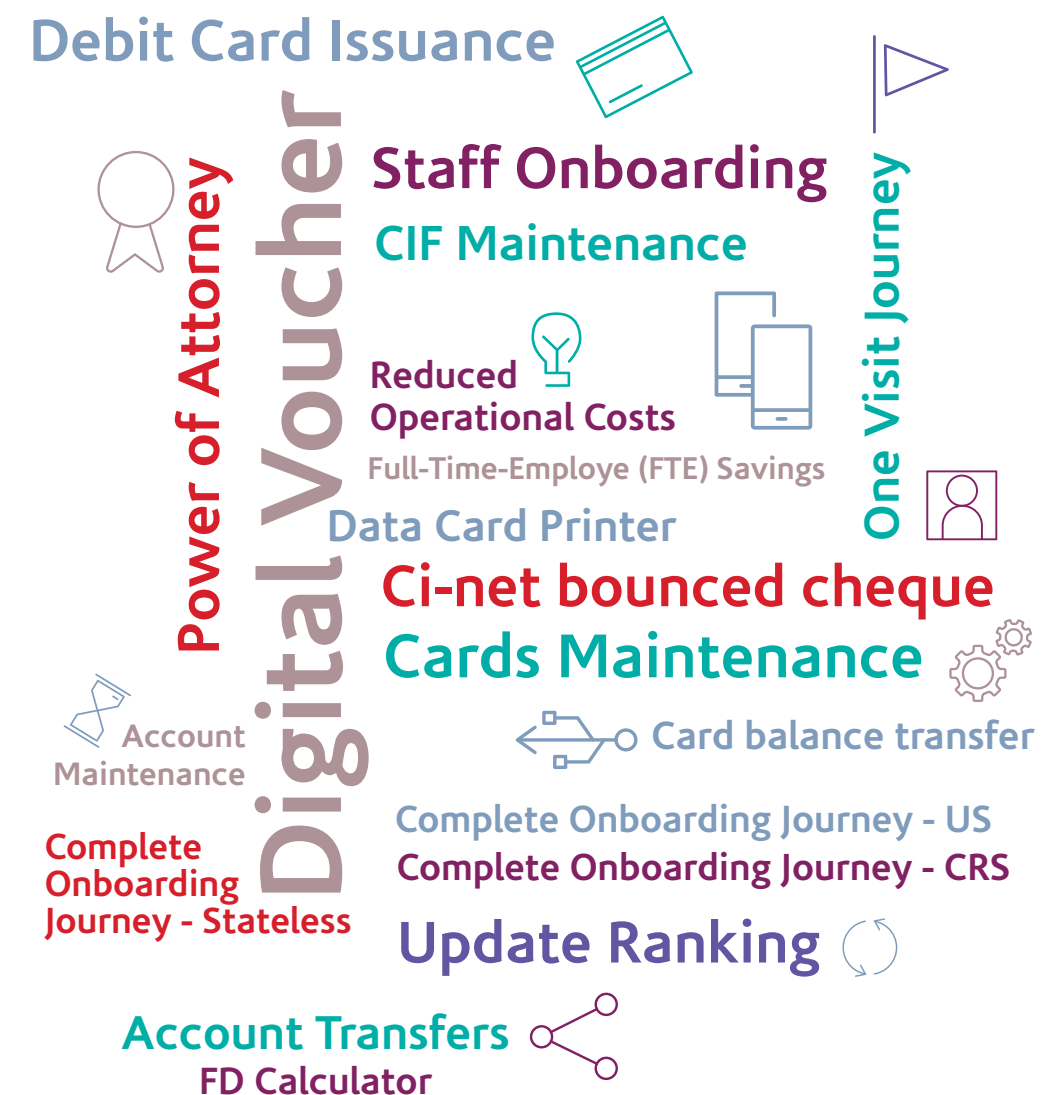 Debit Card Issuance
Power of Attorney
Digital Voucher
Staff Onboarding
CIF Maintenance
One Visit Journey
Reduced
Operational Costs
Full-Time-Employe (FTE) Savings
Data Card Printer
Ci-net bounced cheque
Cards Maintenance
Account
Maintenance
Card balance transfer
Complete Onboarding Journey - US
Complete Onboarding Journey - CRS
Complete
Onboarding
Journey - Stateless
Update Ranking
Account Transfers
FD Calculator